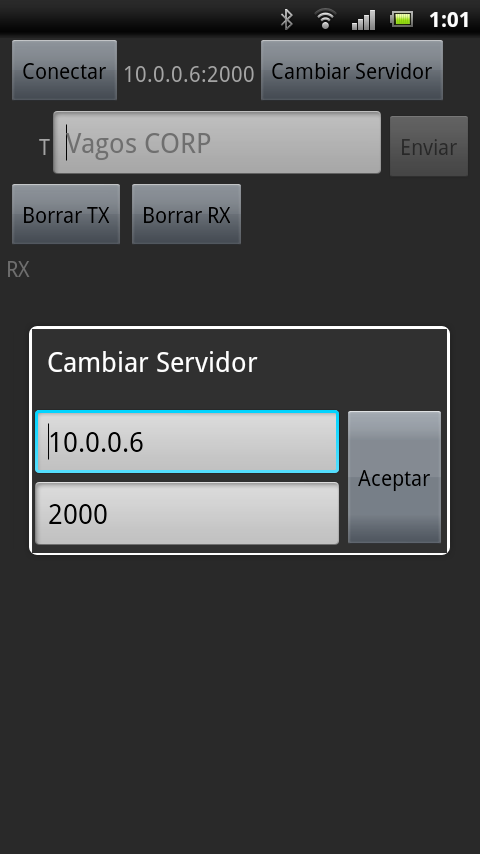 1:01
Conectar 10.0.0.6:2000 Cambiar Servidor
T Vagos CORP Enviar
Borrar TX Borrar RX
RX
Cambiar Servidor
10.0.0.6
Aceptar
2000